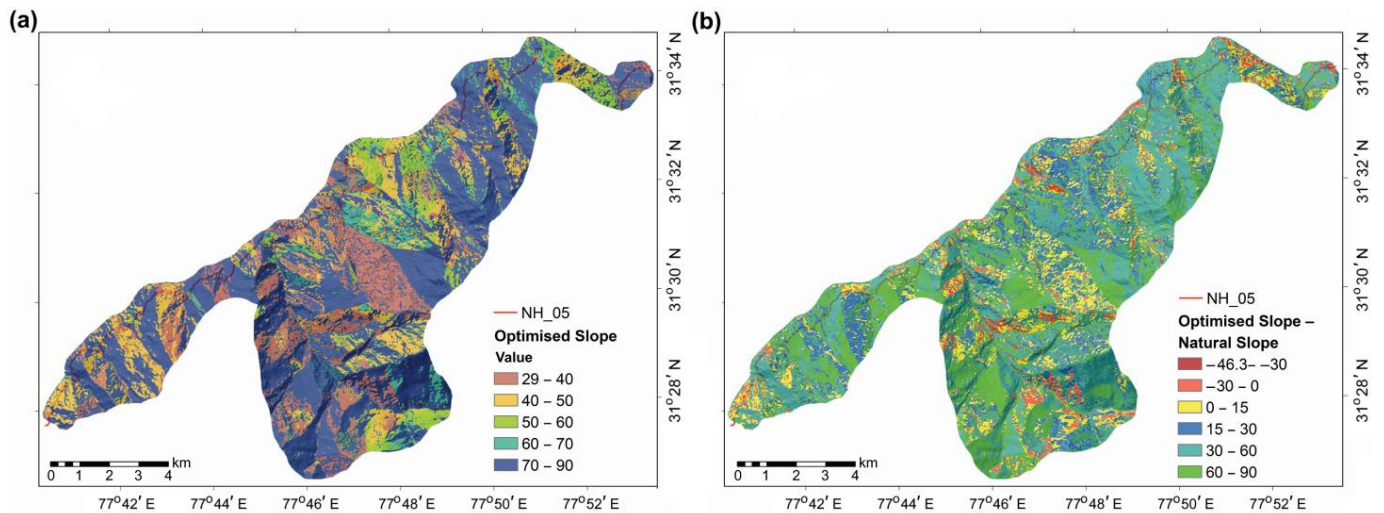 (a)
31°34′ N
31°32′ N
31°30′ N
31°28′ N
NH_05
Optimised Slope
Value
29 – 40
40 – 50
50 – 60
60 – 70
70 – 90
km
0 1 2 3 4
77°42′ E 77°44′ E 77°46′ E 77°48′ E 77°50′ E 77°52′ E
(b)
31°34′ N
31°32′ N
31°30′ N
31°28′ N
NH_05
Optimised Slope –
Natural Slope
–46.3– –30
–30 – 0
0 – 15
15 – 30
30 – 60
60 – 90
km
0 1 2 3 4
77°42′ E 77°44′ E 77°46′ E 77°48′ E 77°50′ E 77°52′ E